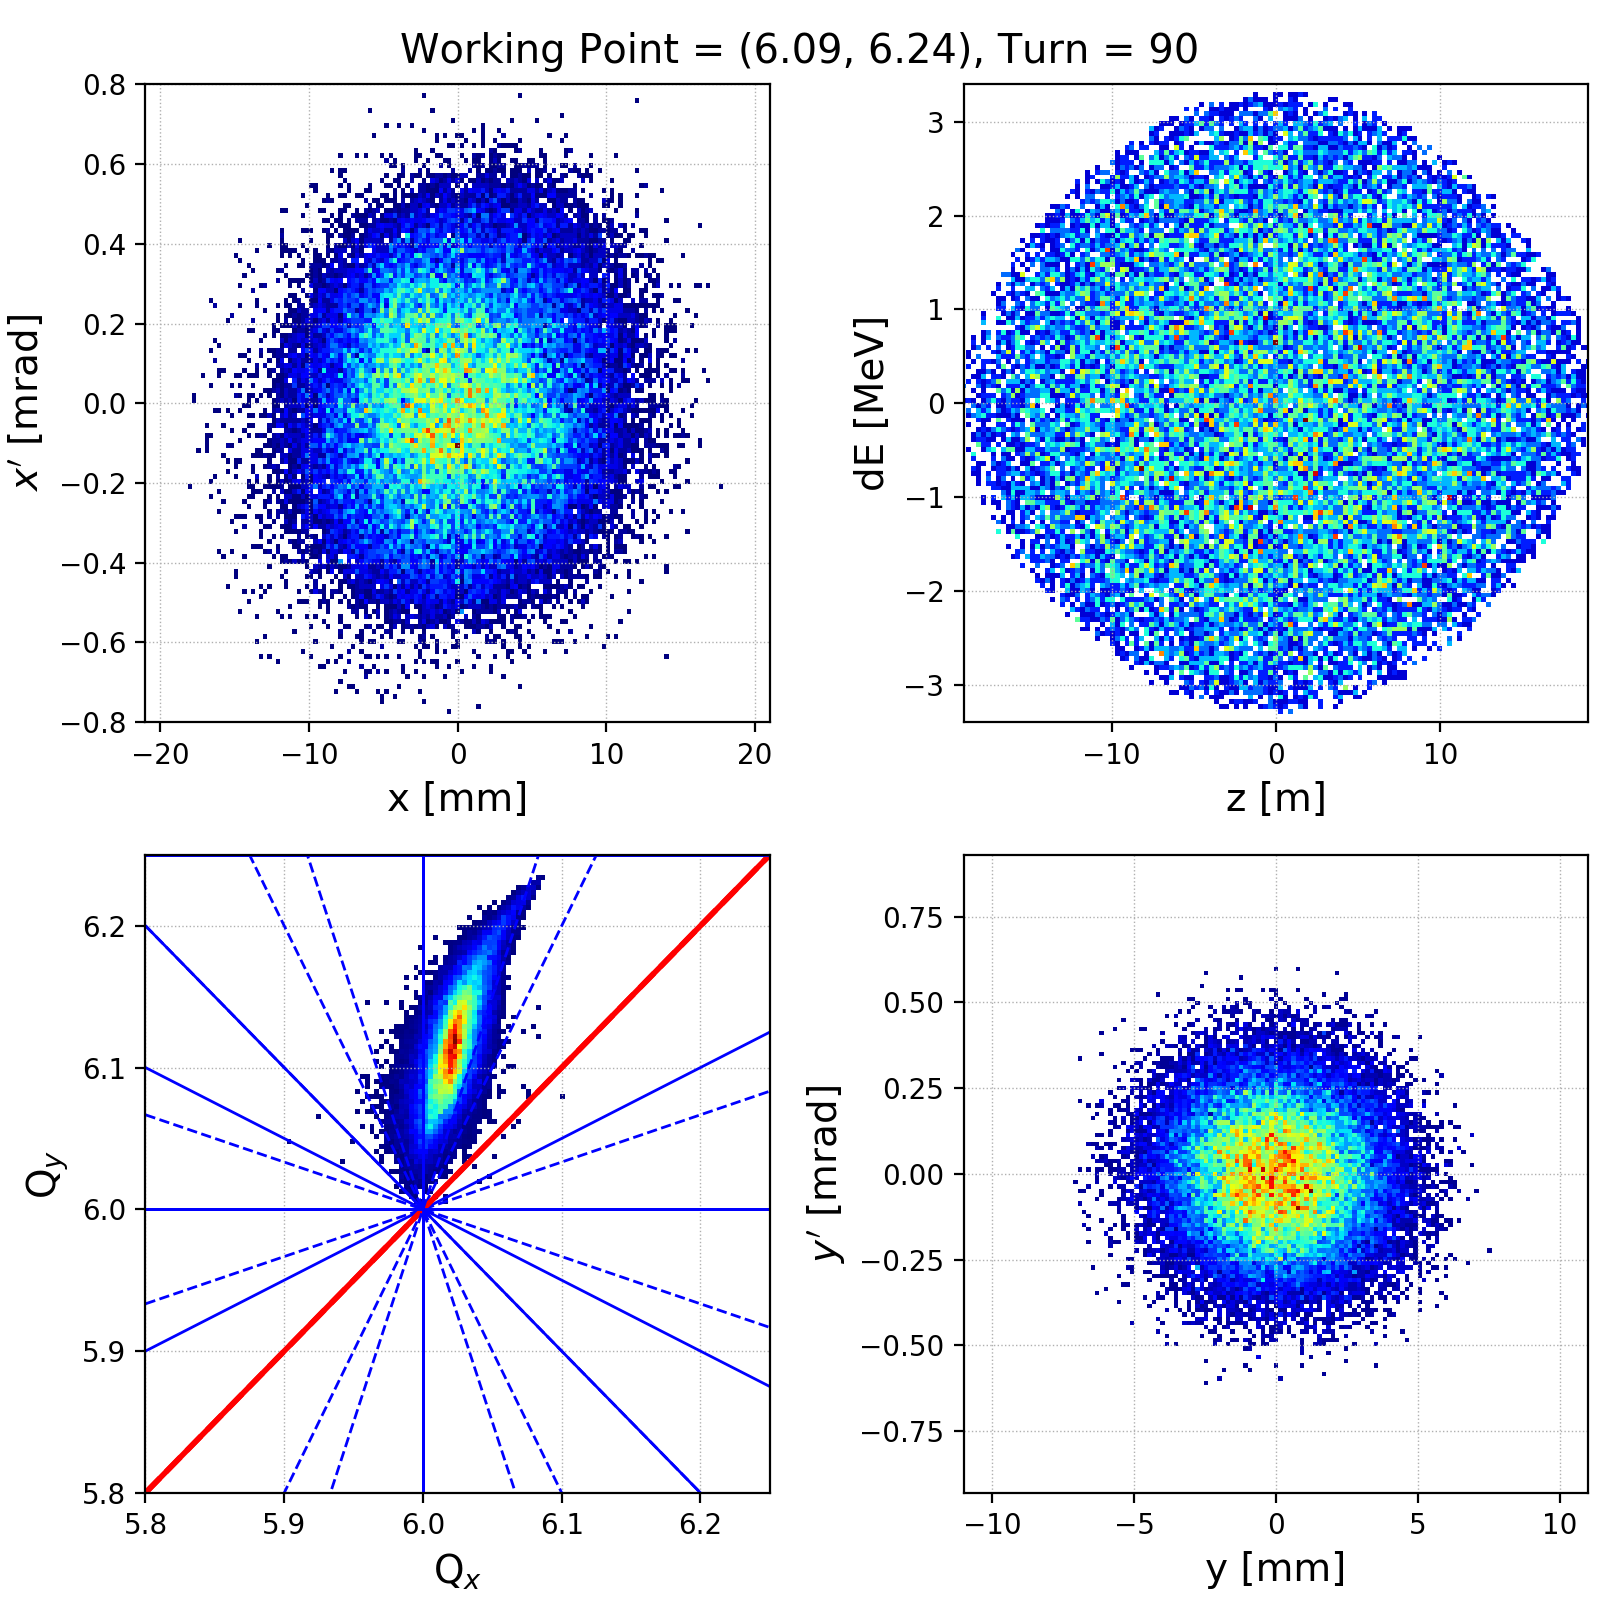 Working Point = (6.09, 6.24), Turn = 90
0.8
0.6
0.4
0.2
0.0
−0.2
−0.4
−0.6
−0.8
x′ [mrad]
−20 −10 0 10 20
x [mm]
3
2
1
0
−1
−2
−3
dE [MeV]
−10 0 10
z [m]
6.2
6.1
6.0
5.9
5.8
Qy
5.8 5.9 6.0 6.1 6.2
Qx
0.75
0.50
0.25
0.00
−0.25
−0.50
−0.75
y′ [mrad]
−10 −5 0 5 10
y [mm]